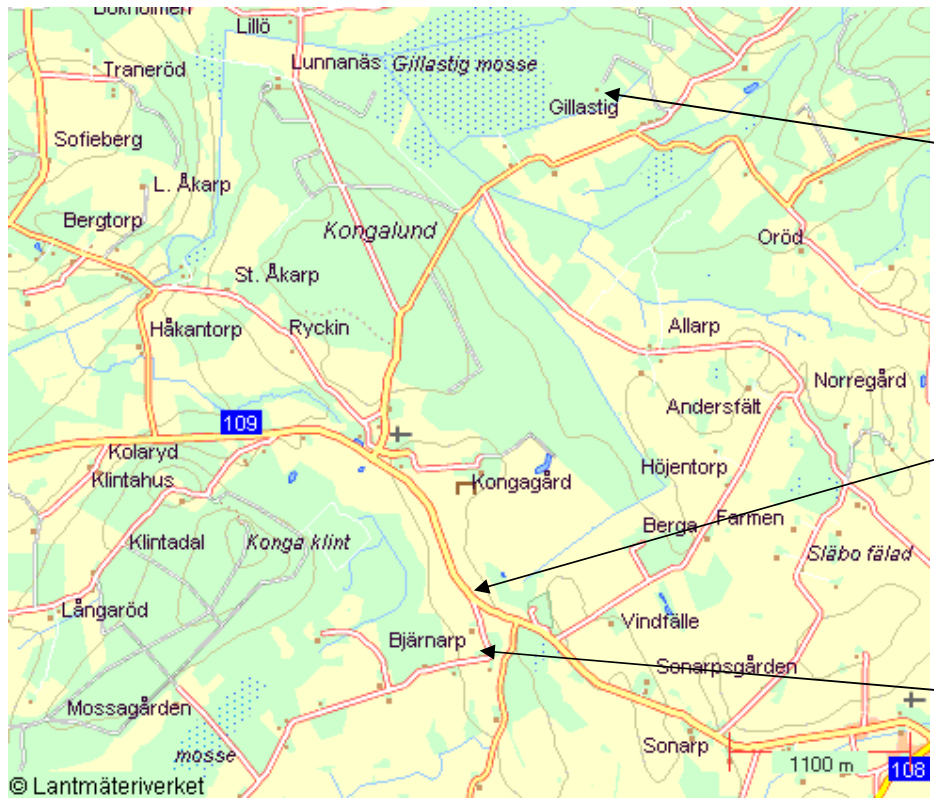 Bökholmen
Lillö
Traneröd
Lunnanäs
Gillastig mosse
Gillastig
Sofieberg
L. Åkarp
Bergtorp
Kongalund
Oröd
St. Åkarp
Håkantorp
Ryckin
Allarp
Norregård
Andersfält
109
Kolaryd
Klintahus
Kongagård
Höjentorp
Berga
Farmen
Klintadal
Konga klint
Släbo fälad
Långaröd
Bjärnarp
Vindfälle
Sonarpsgården
Mossagården
mosse
Sonarp
1100 m
108
© Lantmäteriverket